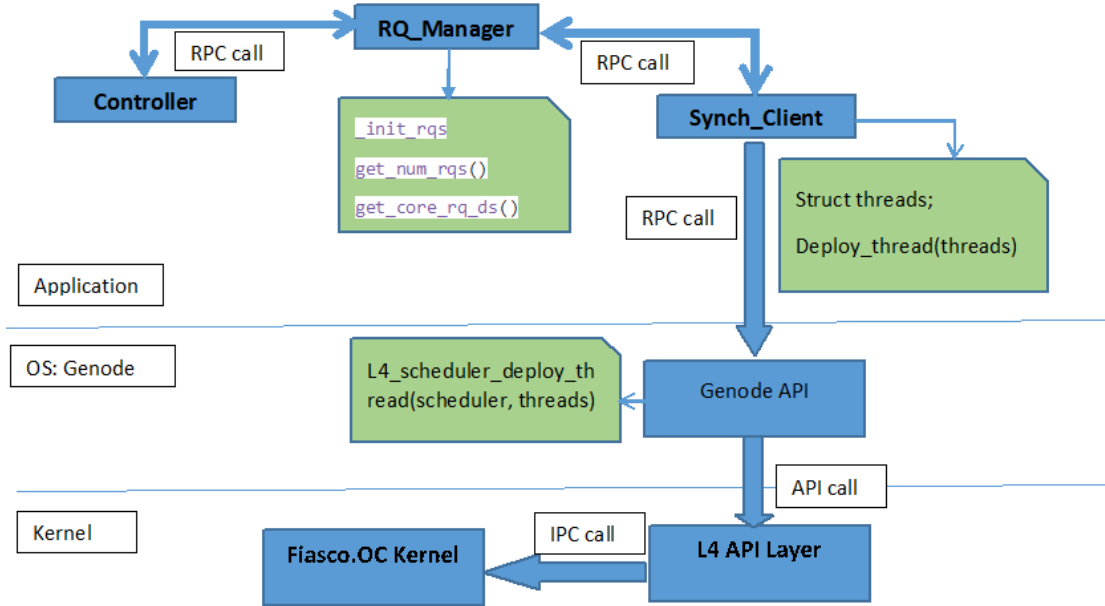 RQ_Manager
RPC call
RPC call
Controller
Synch_Client
_init_rqs
get_num_rqs()
get_core_rq_ds()
Struct threads;
Deploy_thread(threads)
RPC call
Application
OS: Genode
L4_scheduler_deploy_th
read(scheduler, threads)
Genode API
API call
Kernel
IPC call
Fiasco.OC Kernel
L4 API Layer